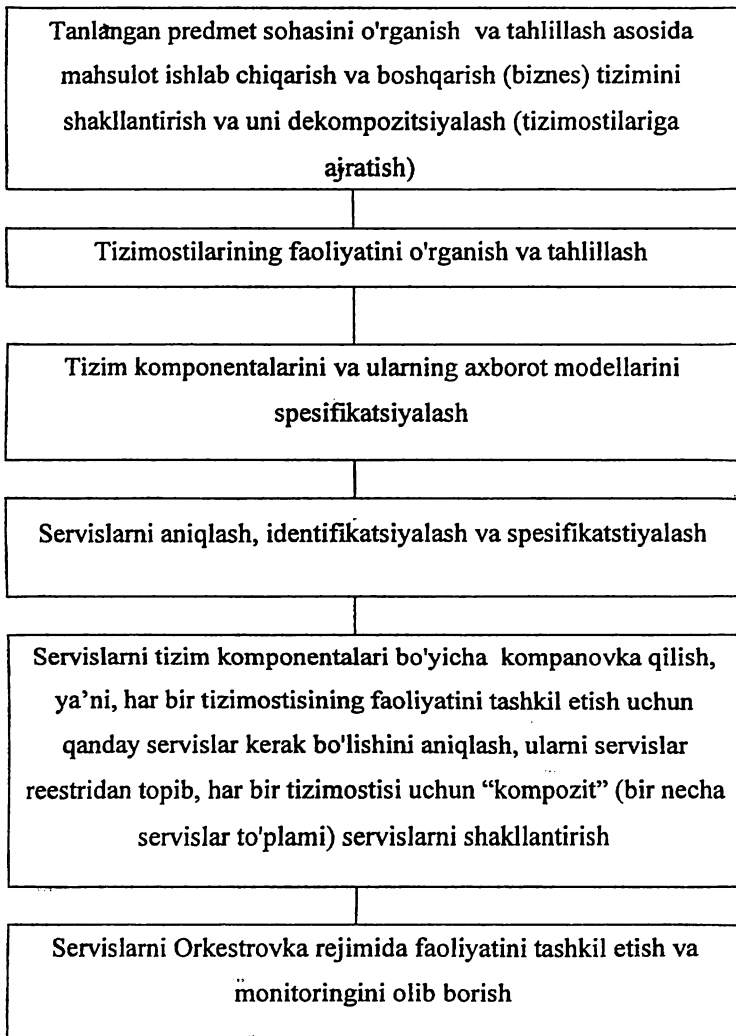 Tanlangan predmet sohasini o'rganish va tahlillash asosida
mahsulot ishlab chiqarish va boshqarish (biznes) tizimini
shakllantirish va uni dekompozitsiyalash (tizimostilariga
ajratish)
Tizimostilarining faoliyatini o'rganish va tahlillash
Tizim komponentalarini va ularning axborot modellarini
spesifikatsiyalash
Servislarni aniqlash, identifikatsiyalash va spesifikatstiyalash
Servislarni tizim komponentalari bo'yicha kompanovka qilish,
ya’ni, har bir tizimostisining faoliyatini tashkil etish uchun
qanday servislar kerak bo'lishini aniqlash, ularni servislar
reestridan topib, har bir tizimostisi uchun “kompozit” (bir necha
servislar to'plami) servislarni shakllantirish
Servislarni Orkestrovka rejimida faoliyatini tashkil etish va
monitoringini olib borish